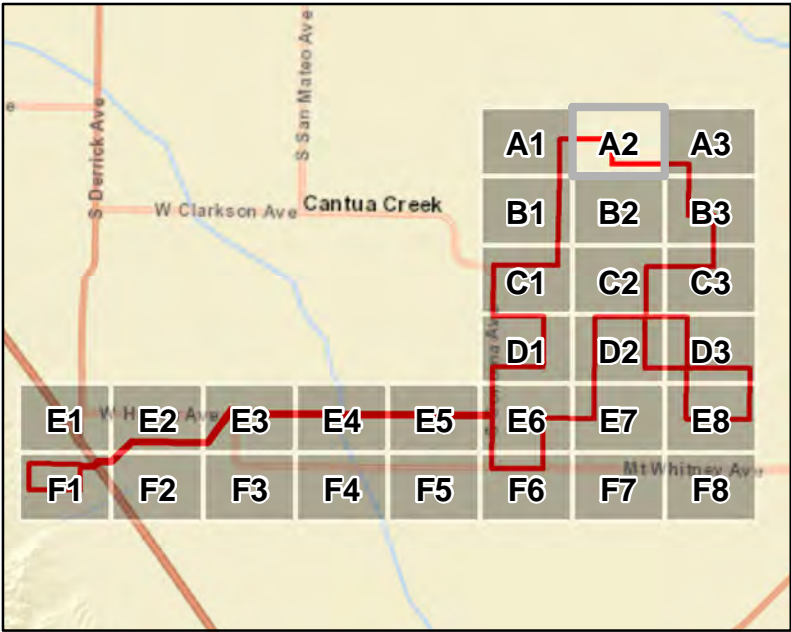 S San Mateo Ave
S Derrick Ave
e
A1 A2 A3
W Clarkson Ave Cantua Creek B1 B2 B3
C1 C2 C3
D1 D2 D3
E1 W H Ave E2 E3 E4 E5 E6 E7 E8
Mt Whitney Ave
F1 F2 F3 F4 F5 F6 F7 F8